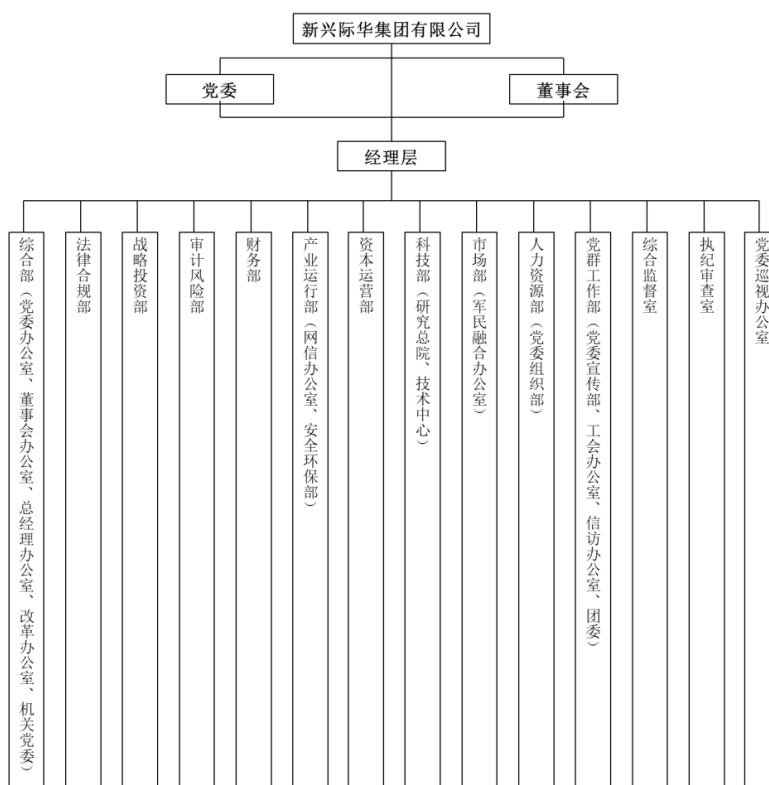 新兴际华集团有限公司
党委
董事会
经理层
综合部（党委办公室、董事会办公室、总经理办公室、改革办公室、机关党委）
法律合规部
战略投资部
审计风险部
财务部
产业运行部（网信办公室、安全环保部）
资本运营部
科技部（研究总院、技术中心）
市场部（军民融合办公室）
人力资源部（党委组织部）
党群工作部（党委宣传部、工会办公室、信访办公室、团委）
综合监督室
执纪审查室
党委巡视办公室